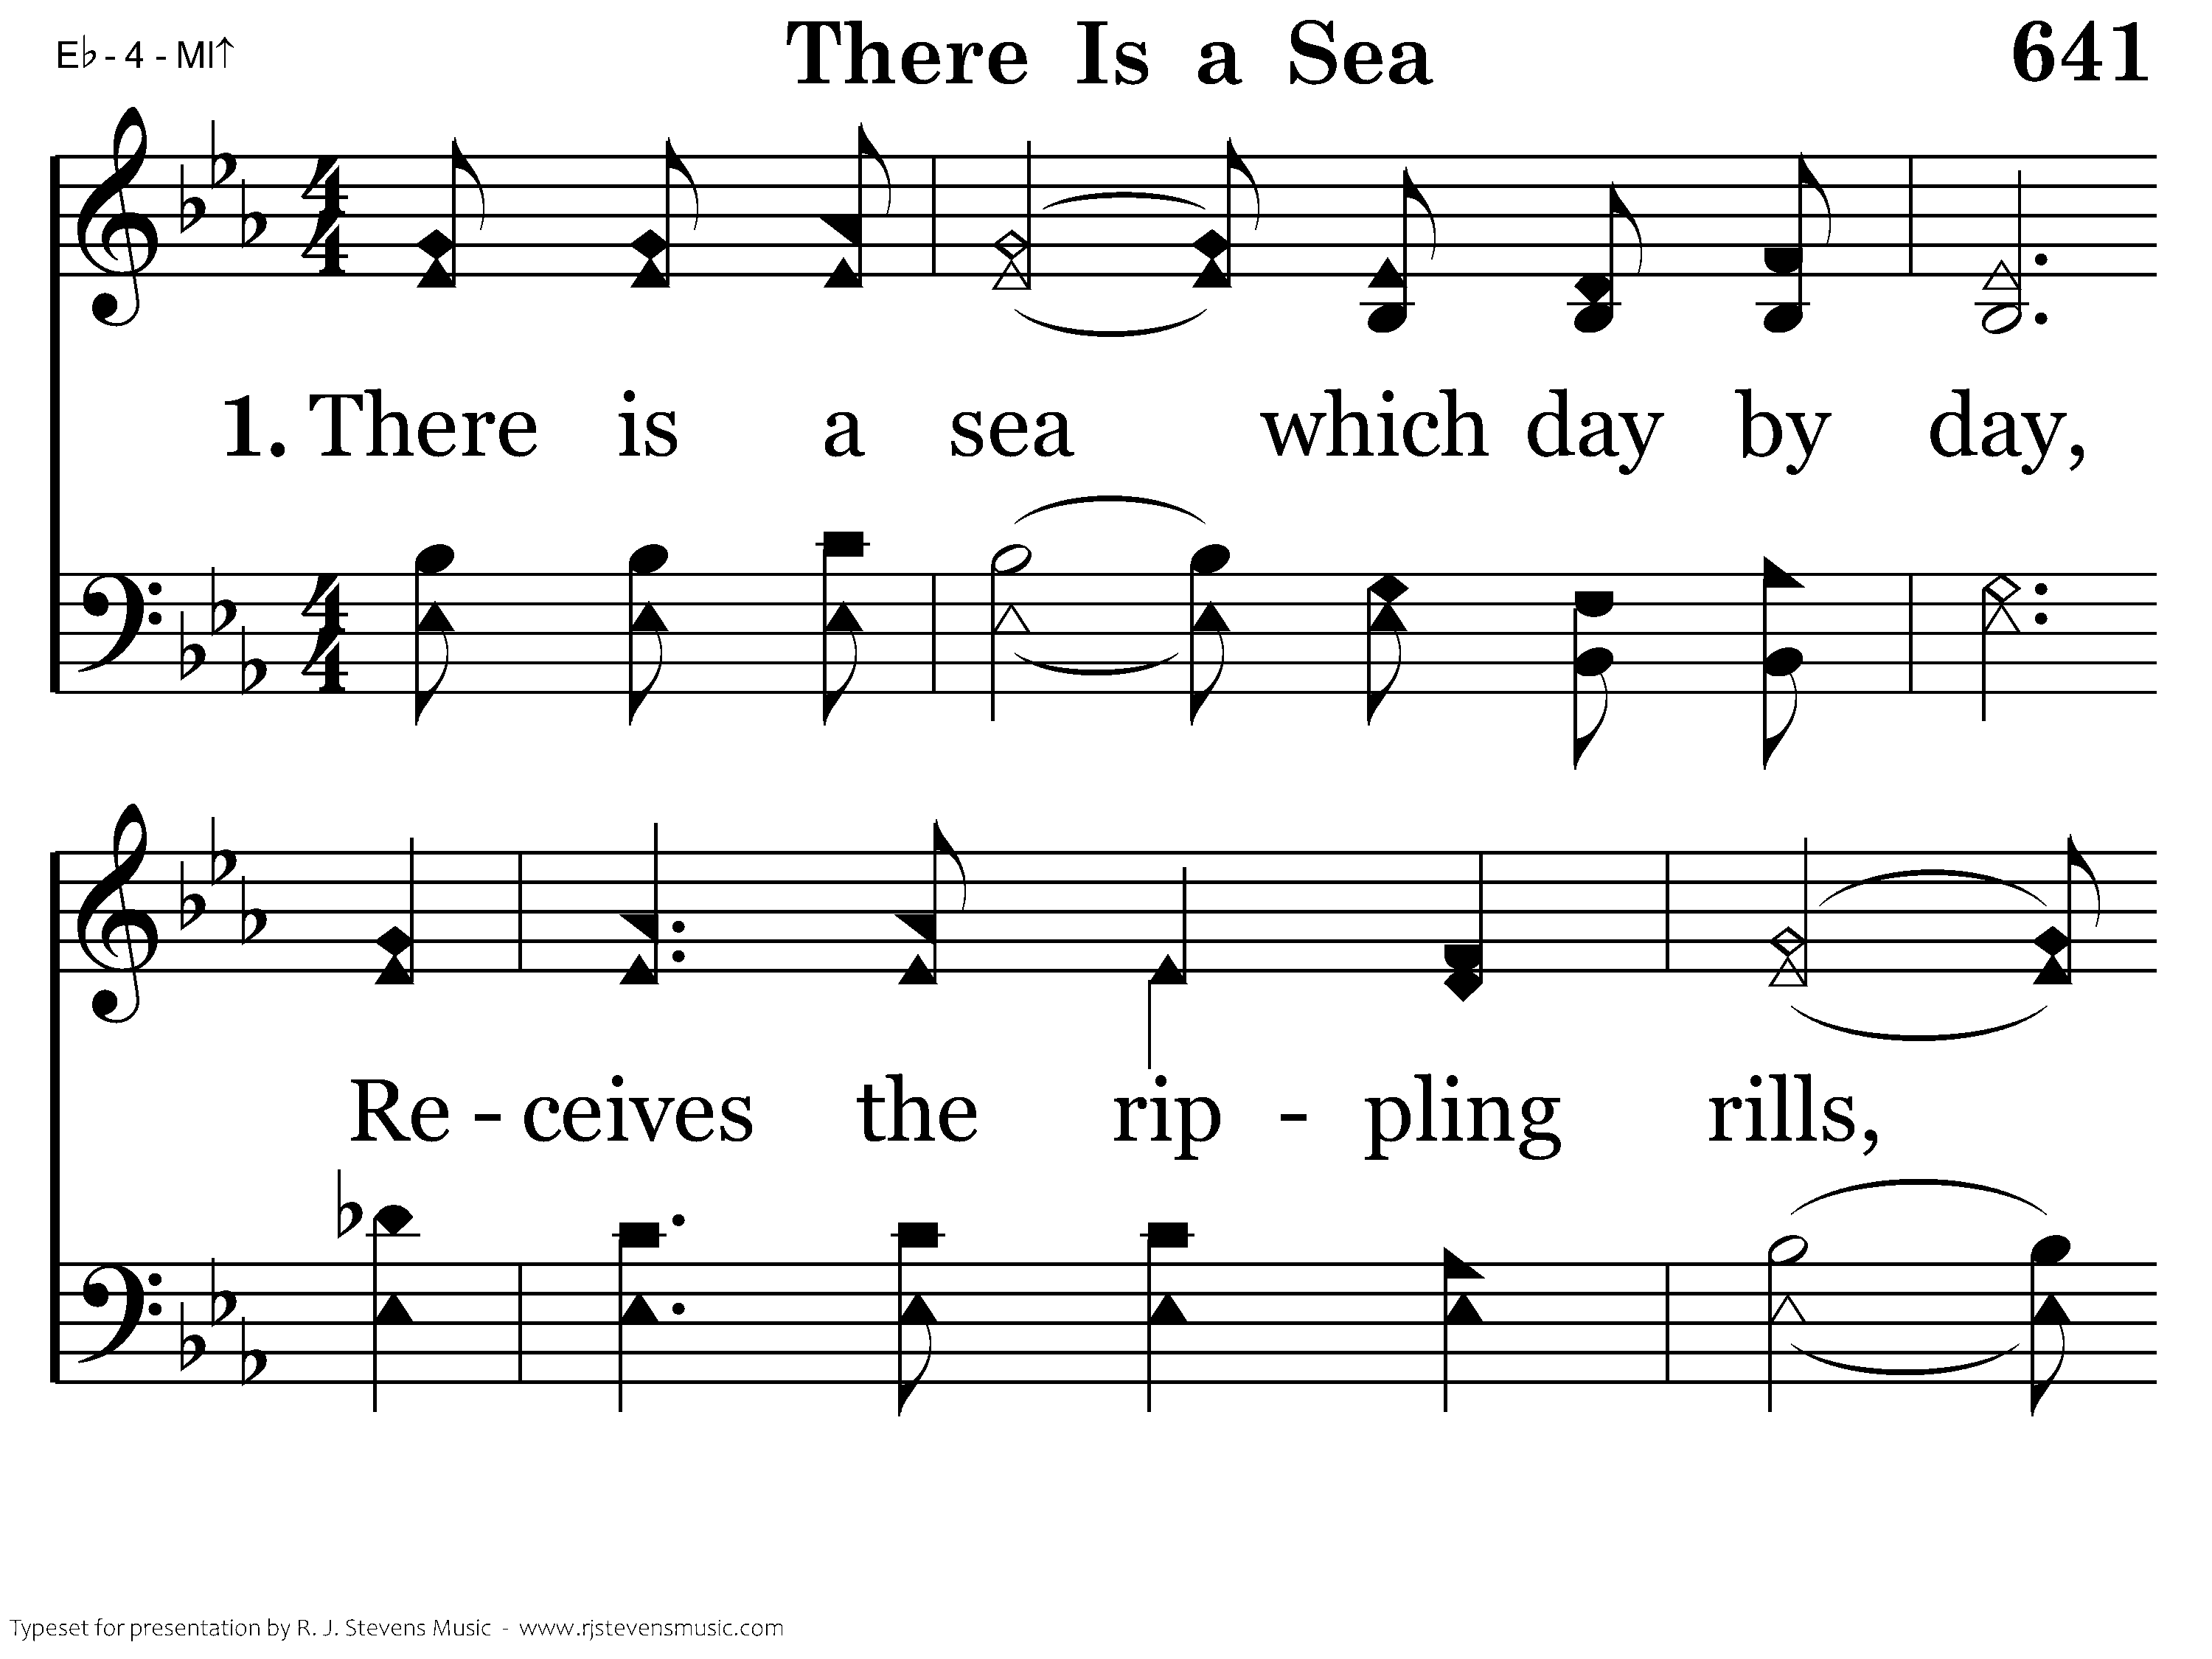 There Is a Sea
641
E♭ - 4 - MI↑
1. There is a sea which day by day,
Re - ceives the rip - pling rills,
Typeset for presentation by R. J. Stevens Music - www.rjstevensmusic.com